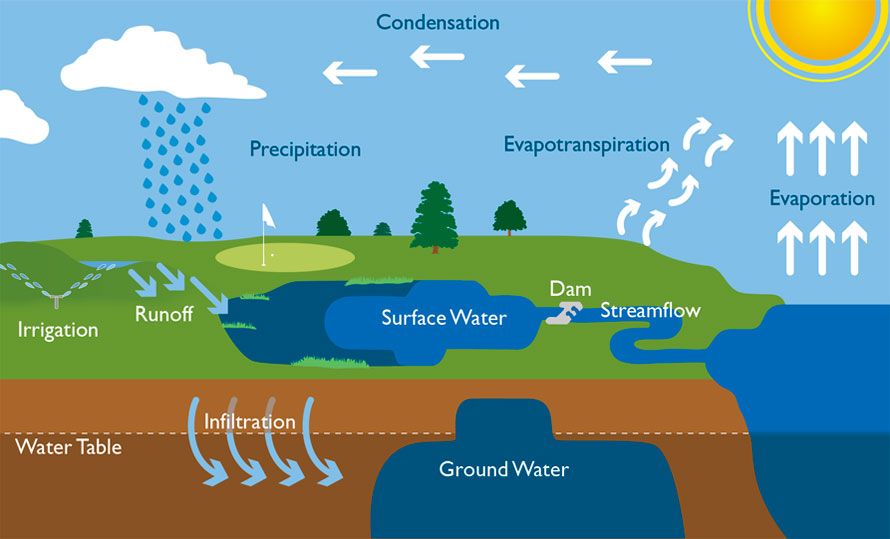 Condensation
Precipitation
Evapotranspiration
Evaporation
Dam
Irrigation
Runoff
Surface Water
Streamflow
Infiltration
Water Table
Ground Water